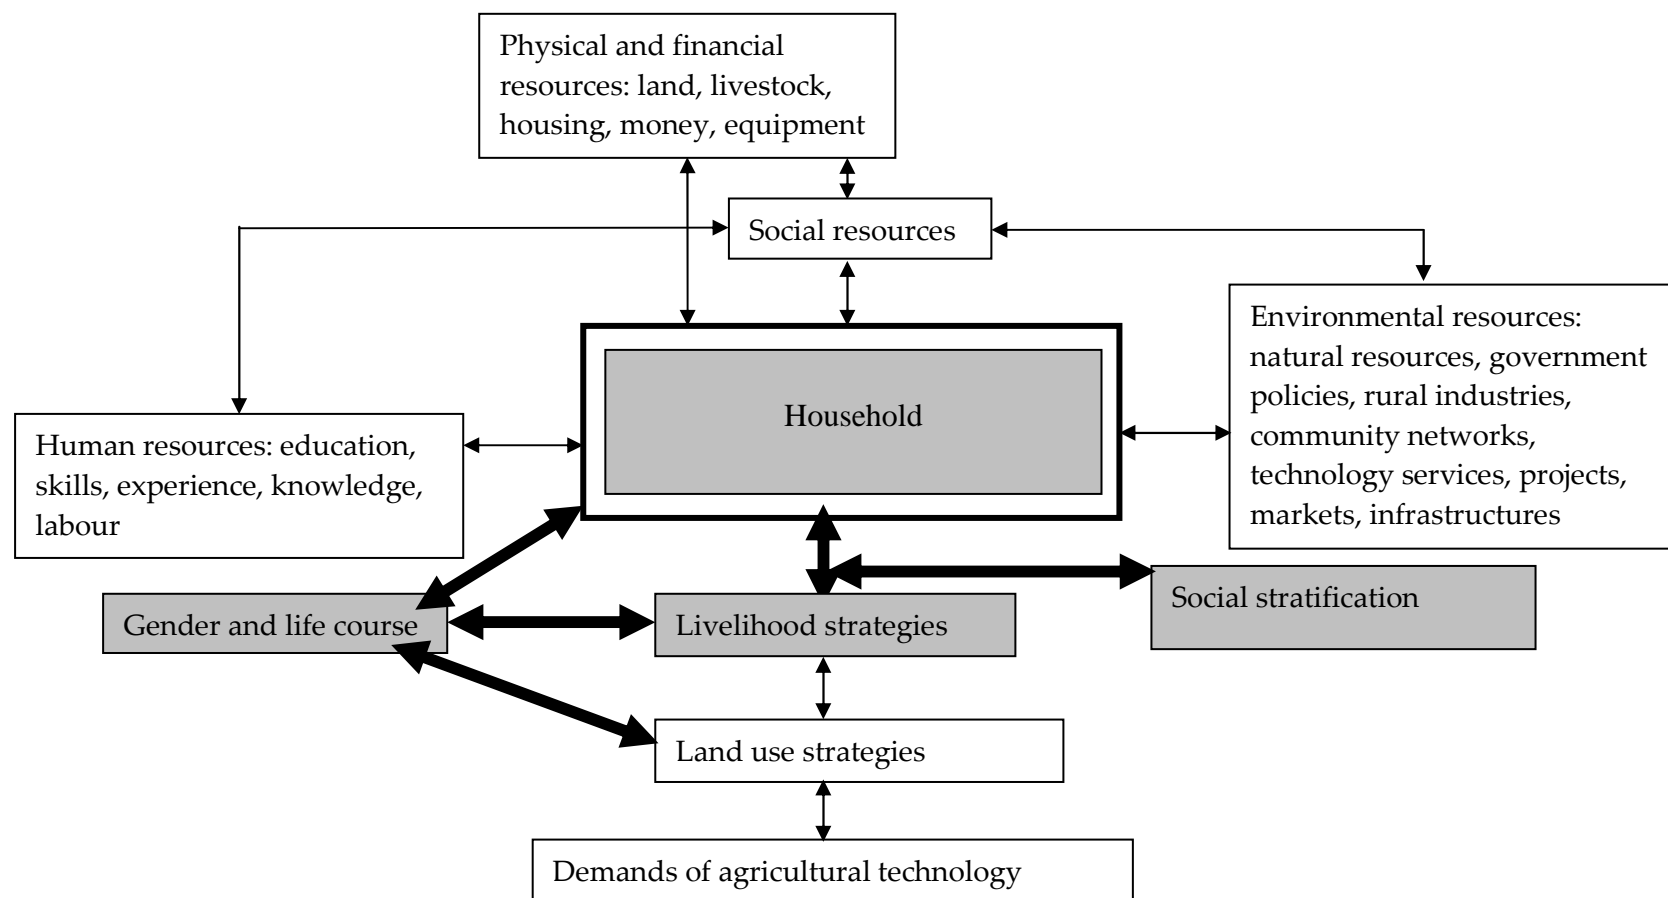 Physical and financial
resources: land, livestock,
housing, money, equipment
Social resources
Environmental resources:
natural resources, government
policies, rural industries,
community networks,
technology services, projects,
markets, infrastructures
Household
Human resources: education,
skills, experience, knowledge,
labour
Gender and life course
Livelihood strategies
Social stratification
Land use strategies
Demands of agricultural technology